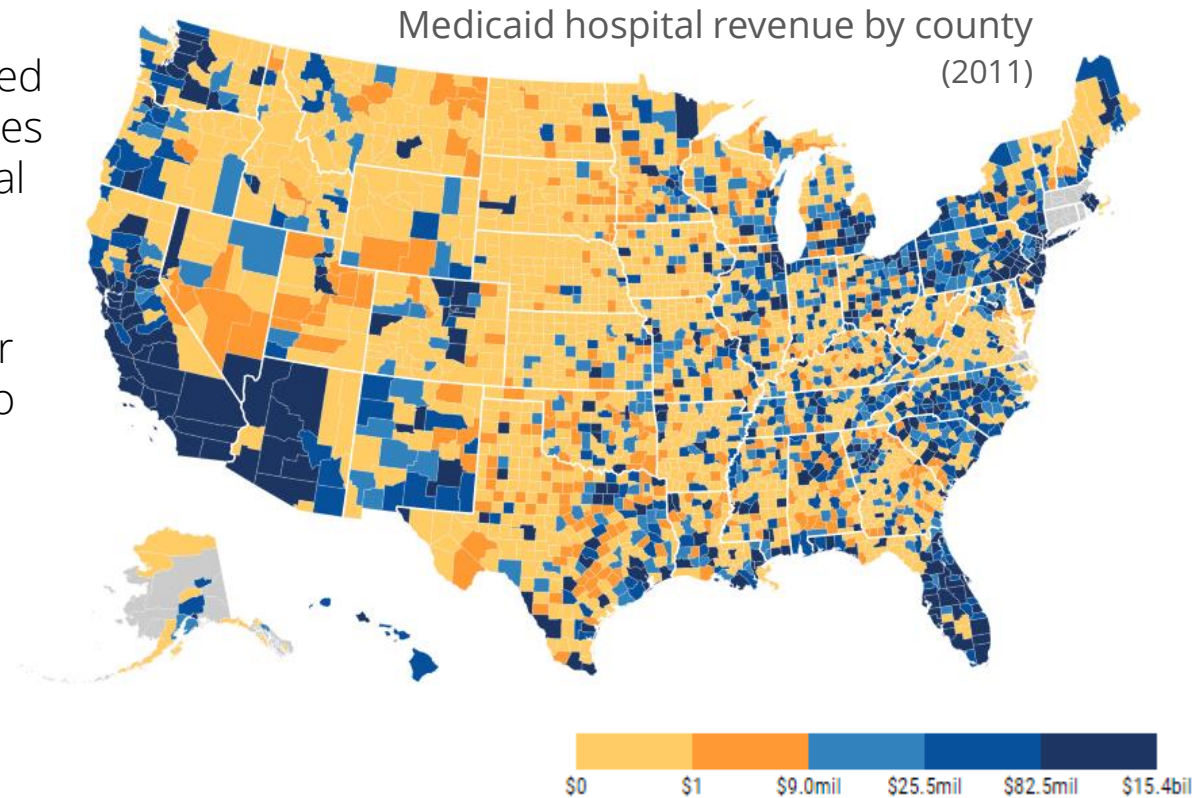 Medicaid hospital revenue by county
(2011)
ed
es
al
r
o
$0 $1 $9.0mil $25.5mil $82.5mil $15.4bil